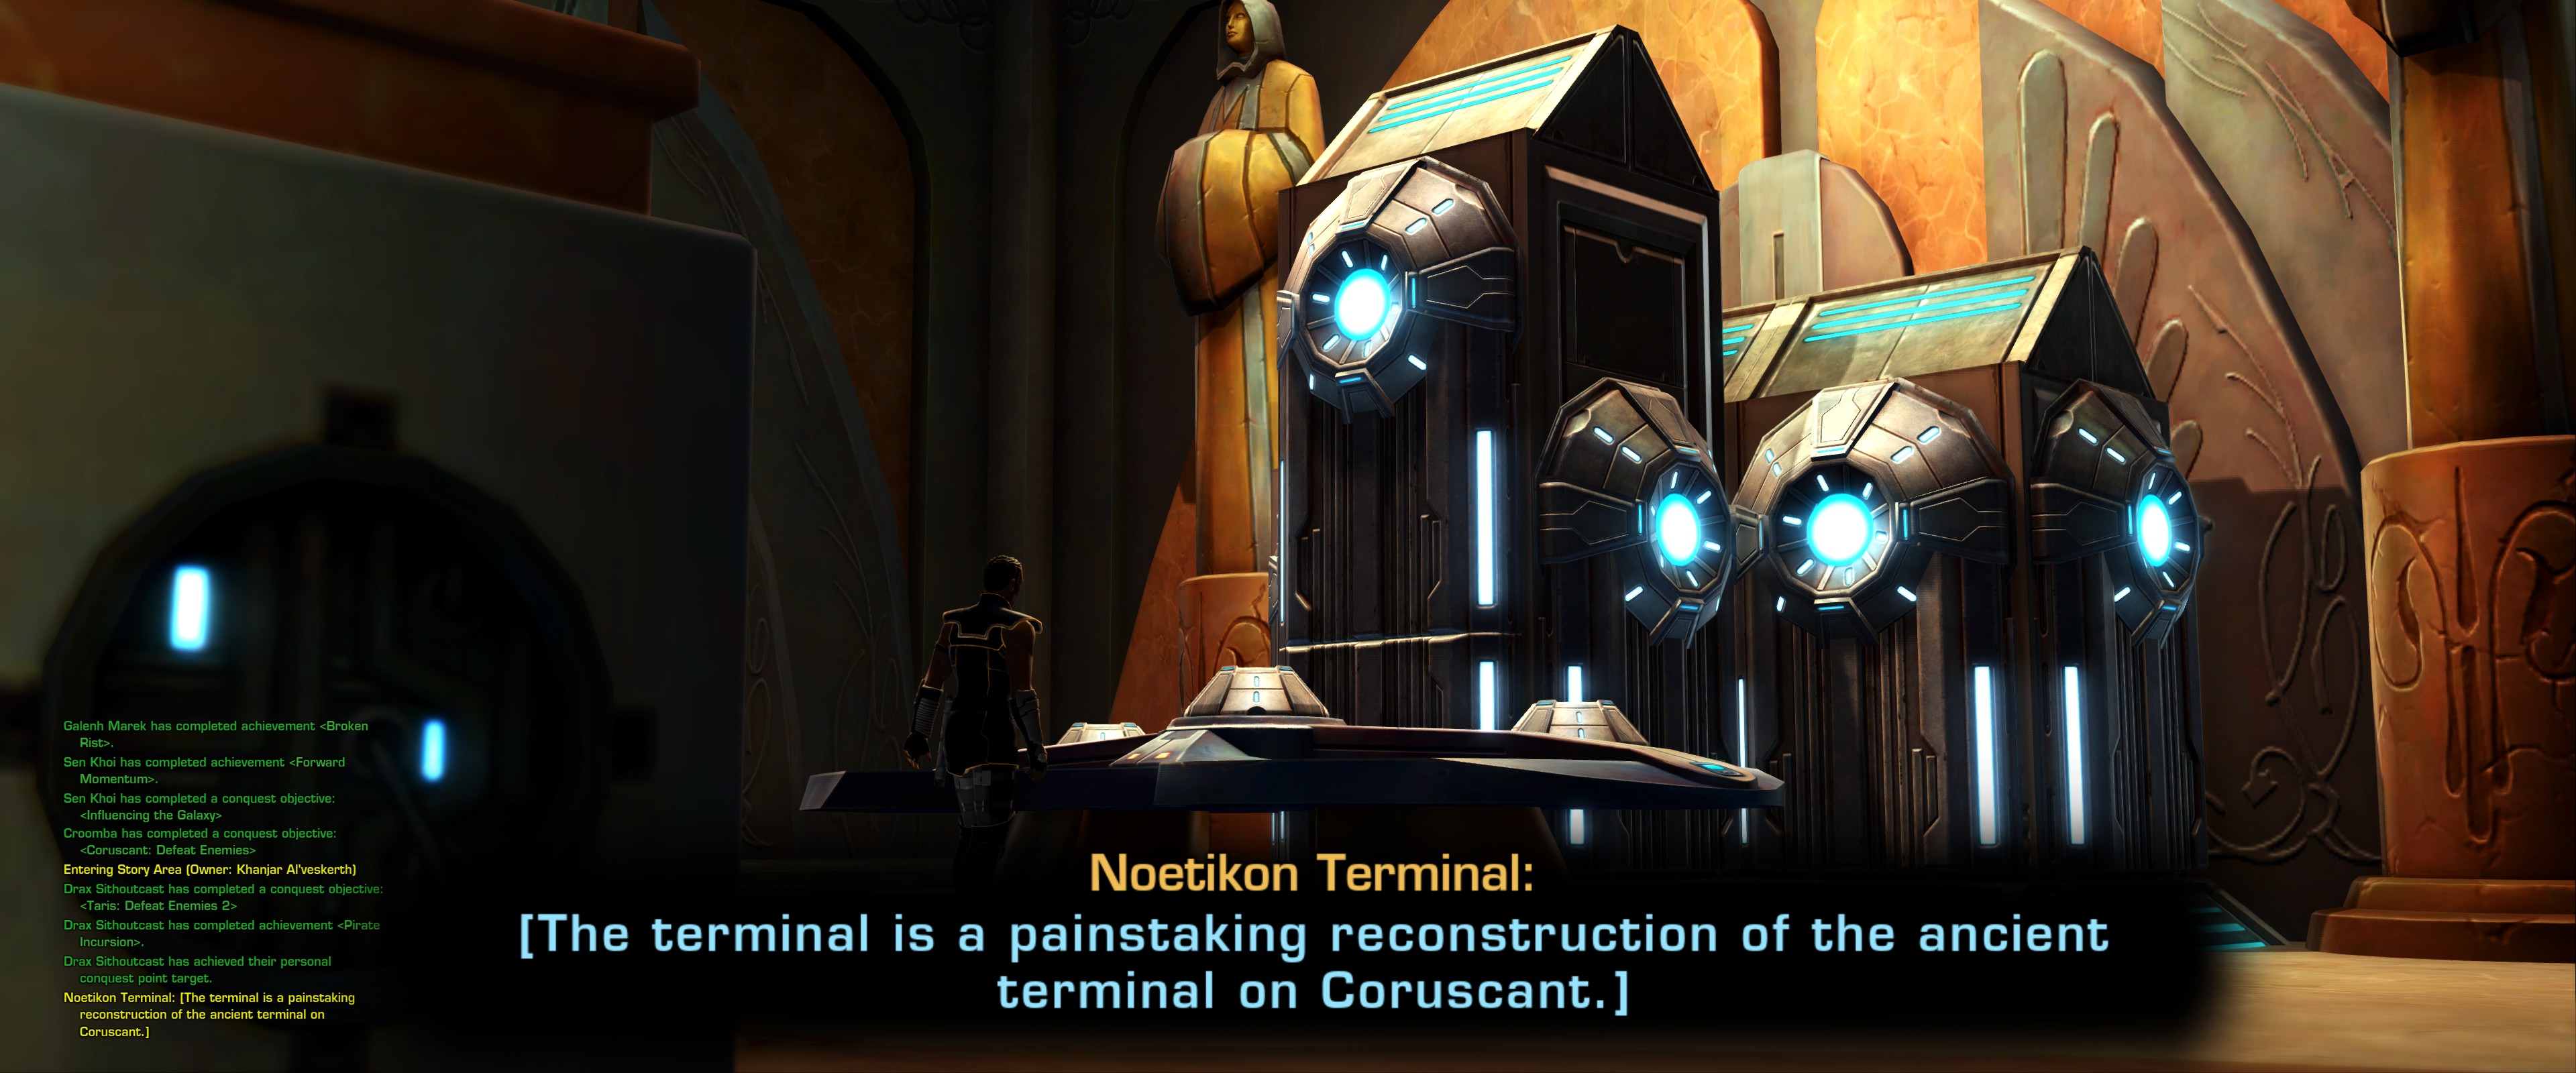 Galenh Marek has completed achievement <Broken
Rist>.
Sen Khoi has completed achievement <Forward
Momentum>.
Sen Khoi has completed a conquest objective:
<Influencing the Galaxy>
Croomba has completed a conquest objective:
<Coruscant: Defeat Enemies>
Entering Story Area (Owner: Khanjar Al'veskerth)
Drax Sithoutcast has completed a conquest objective:
<Taris: Defeat Enemies 2>
Drax Sithoutcast has completed achievement <Pirate
Incursion>.
Drax Sithoutcast has achieved their personal
conquest point target.
Noetikon Terminal: [The terminal is a painstaking
reconstruction of the ancient terminal on
Coruscant.]
Noetikon Terminal:
[The terminal is a painstaking reconstruction of the ancient
terminal on Coruscant.]